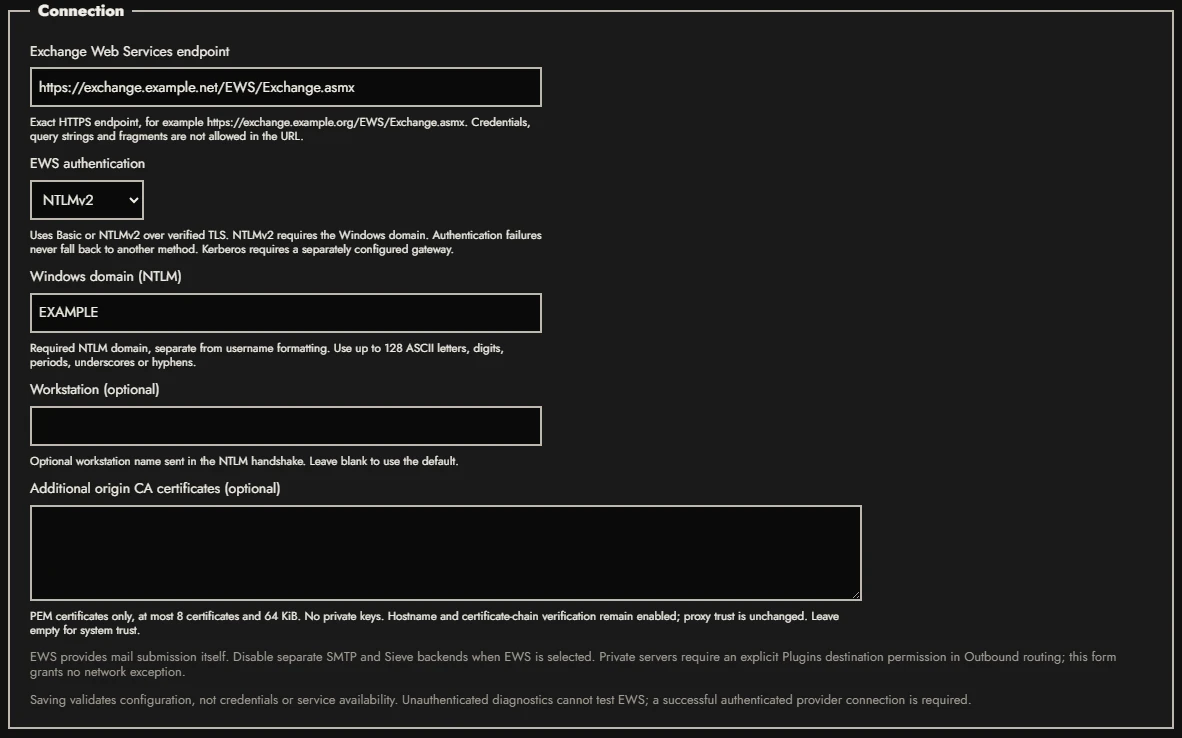 Connection
Exchange Web Services endpoint
https://exchange.example.net/EWS/Exchange.asmx
Exact HTTPS endpoint, for example https://exchange.example.org/EWS/Exchange.asmx. Credentials,
query strings and fragments are not allowed in the URL.
EWS authentication
NTLMv2
Uses Basic or NTLMv2 over verified TLS. NTLMv2 requires the Windows domain. Authentication failures
never fall back to another method. Kerberos requires a separately configured gateway.
Windows domain (NTLM)
EXAMPLE
Required NTLM domain, separate from username formatting. Use up to 128 ASCII letters, digits,
periods, underscores or hyphens.
Workstation (optional)
Optional workstation name sent in the NTLM handshake. Leave blank to use the default.
Additional origin CA certificates (optional)
PEM certificates only, at most 8 certificates and 64 KiB. No private keys. Hostname and certificate-chain verification remain enabled; proxy trust is unchanged. Leave
empty for system trust.
EWS provides mail submission itself. Disable separate SMTP and Sieve backends when EWS is selected. Private servers require an explicit Plugins destination permission in Outbound routing; this form
grants no network exception.
Saving validates configuration, not credentials or service availability. Unauthenticated diagnostics cannot test EWS; a successful authenticated provider connection is required.